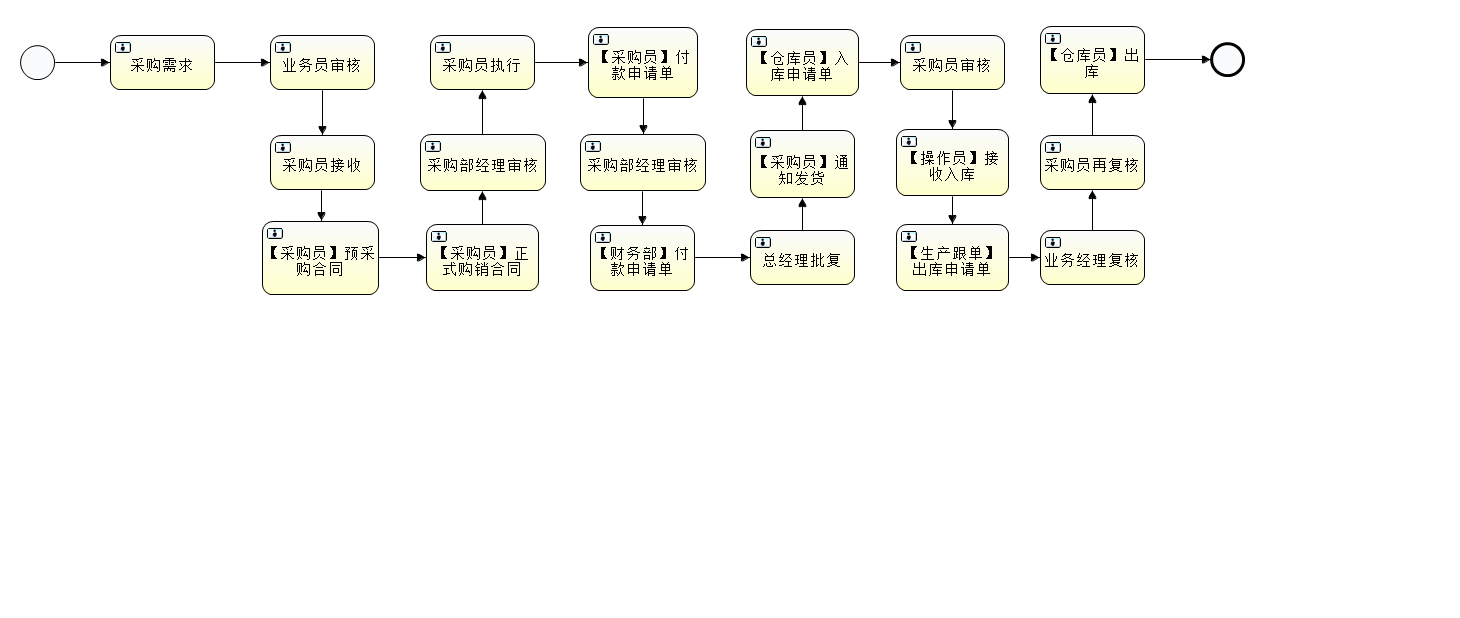 采购需求
业务员审核
采购员接收
【采购员】预采
购合同
【采购员】正
式购销合同
采购部经理审核
采购员执行
【采购员】付
款申请单
采购部经理审核
【财务部】付
款申请单
总经理批复
【采购员】通
知发货
【仓库员】入
库申请单
采购员审核
【操作员】接
收入库
【生产跟单】
出库申请单
业务经理复核
采购员再复核
【仓库员】出
库